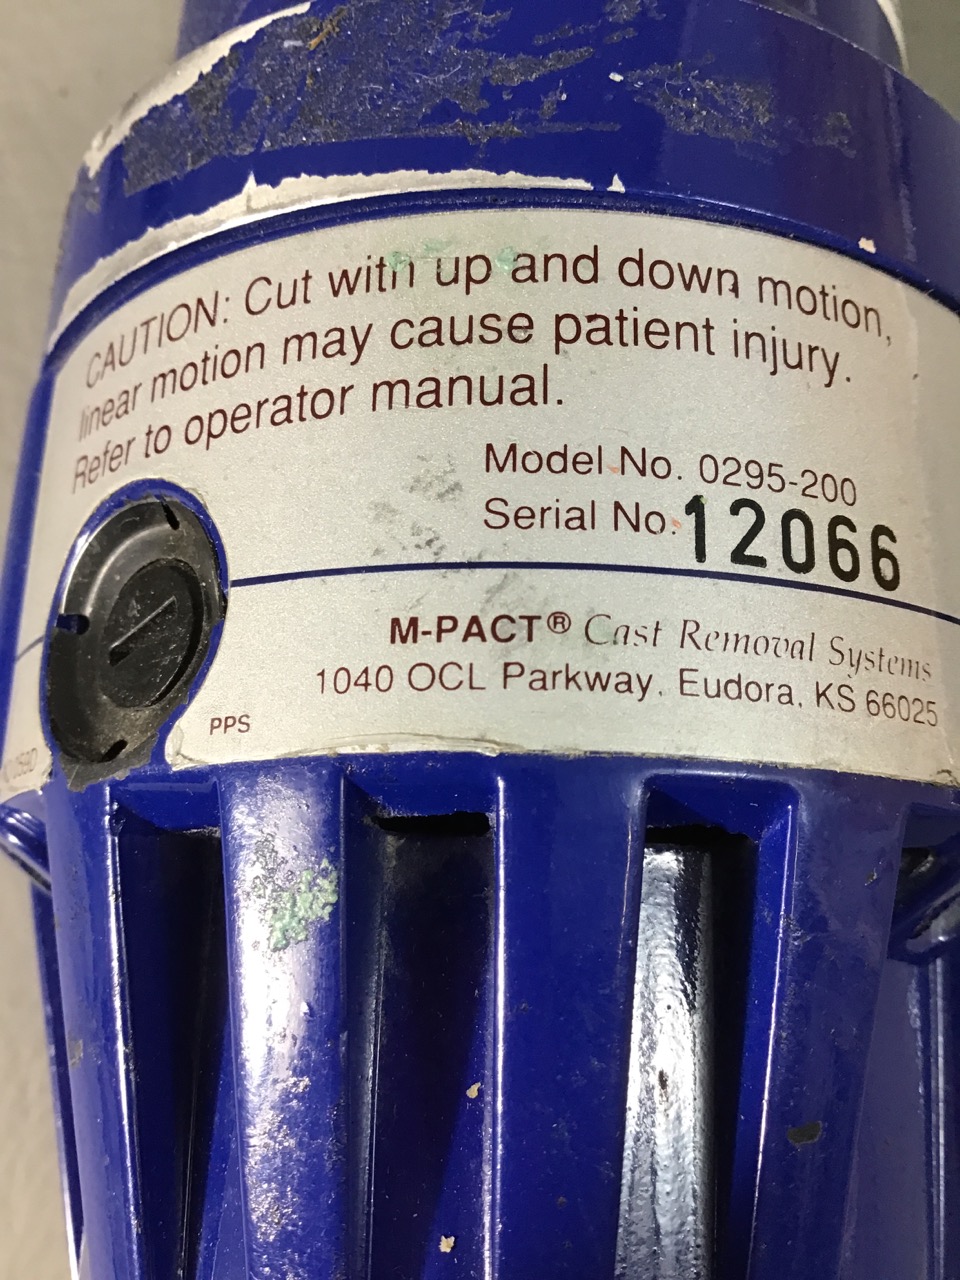 CAUTION: Cut with up and down motion,
linear motion may cause patient injury.
Refer to operator manual.
Model No. 0295-200
Serial No. 12066
M-PACT® Cast Removal Systems
1040 OCL Parkway, Eudora, KS 66025
PPS